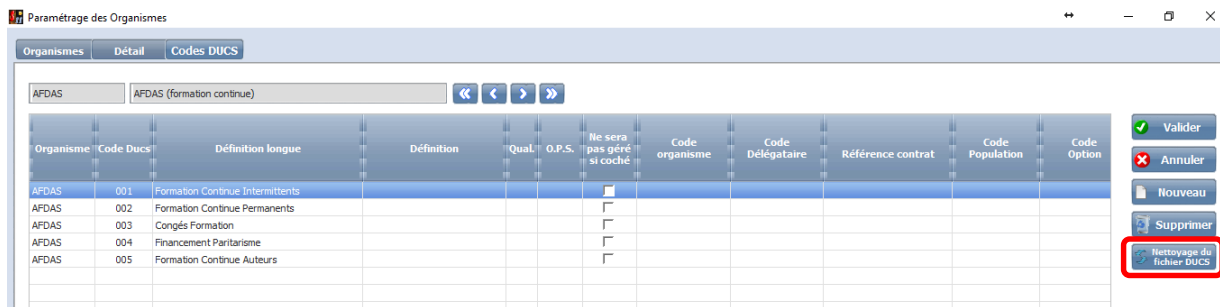 Paramétrage des Organismes
Organismes Détail Codes DUCS
AFDAS AFDAS (formation continue)
Organisme Code Ducs Définition longue Définition Qual. O.P.S. Ne sera pas géré si coché Code organisme Code Délégataire Référence contrat Code Population Code Option
AFDAS 001 Formation Continue Intermittents
AFDAS 002 Formation Continue Permanents
AFDAS 003 Congés Formation
AFDAS 004 Financement Paritarisme
AFDAS 005 Formation Continue Auteurs
Valider
Annuler
Nouveau
Supprimer
Nettoyage du
fichier DUCS